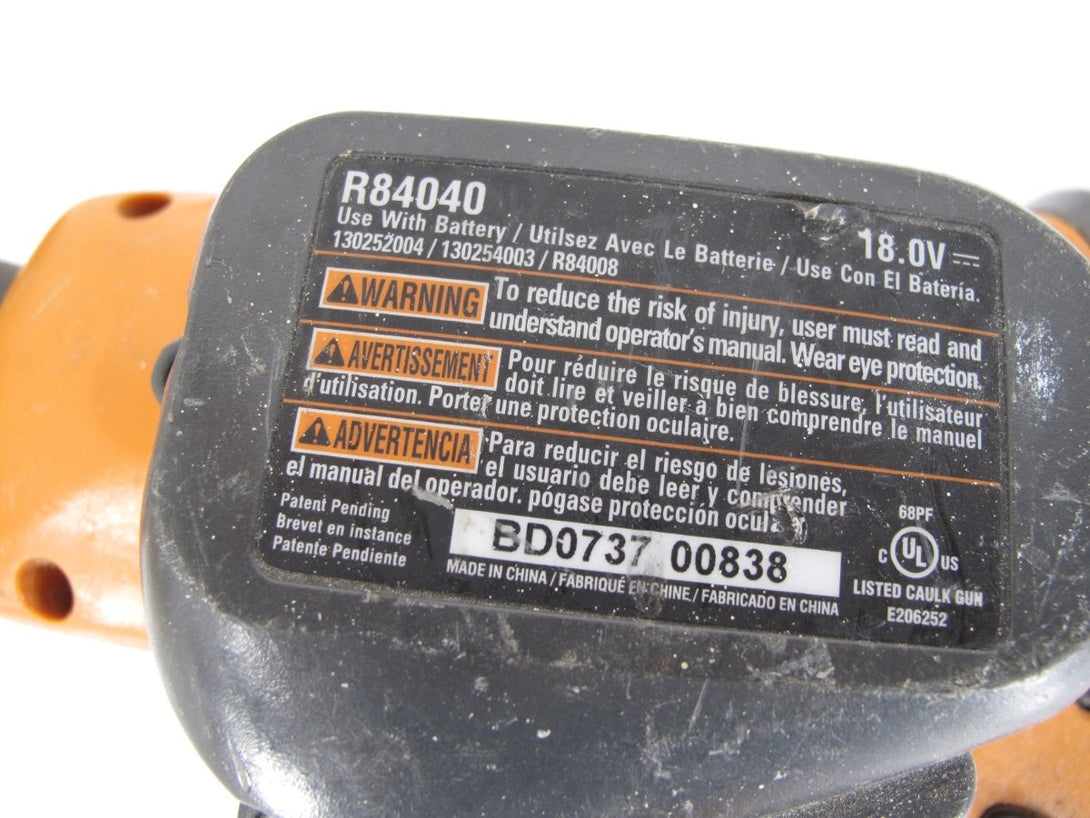 R84040
18.0V
Use With Battery / Utilsez Avec Le Batterie / Use Con El Batería.
130252004 / 130254003 / R84008
WARNING To reduce the risk of injury, user must read and
understand operator's manual. Wear eye protection.
AVERTISSEMENT Pour réduire le risque de blessure, l'utilisateur
doit lire et veiller à bien comprendre le manuel
d'utilisation. Porter une protection oculaire.
ADVERTENCIA Para reducir el riesgo de lesiones,
el usuario debe leer y comprender
el manual del operador. pógase protección ocular.
Patent Pending
Brevet en instance
Patente Pendiente
BD0737 00838
MADE IN CHINA / FABRIQUÉ EN CHINE / FABRICADO EN CHINA
68PF
C UL US
LISTED CAULK GUN
E206252